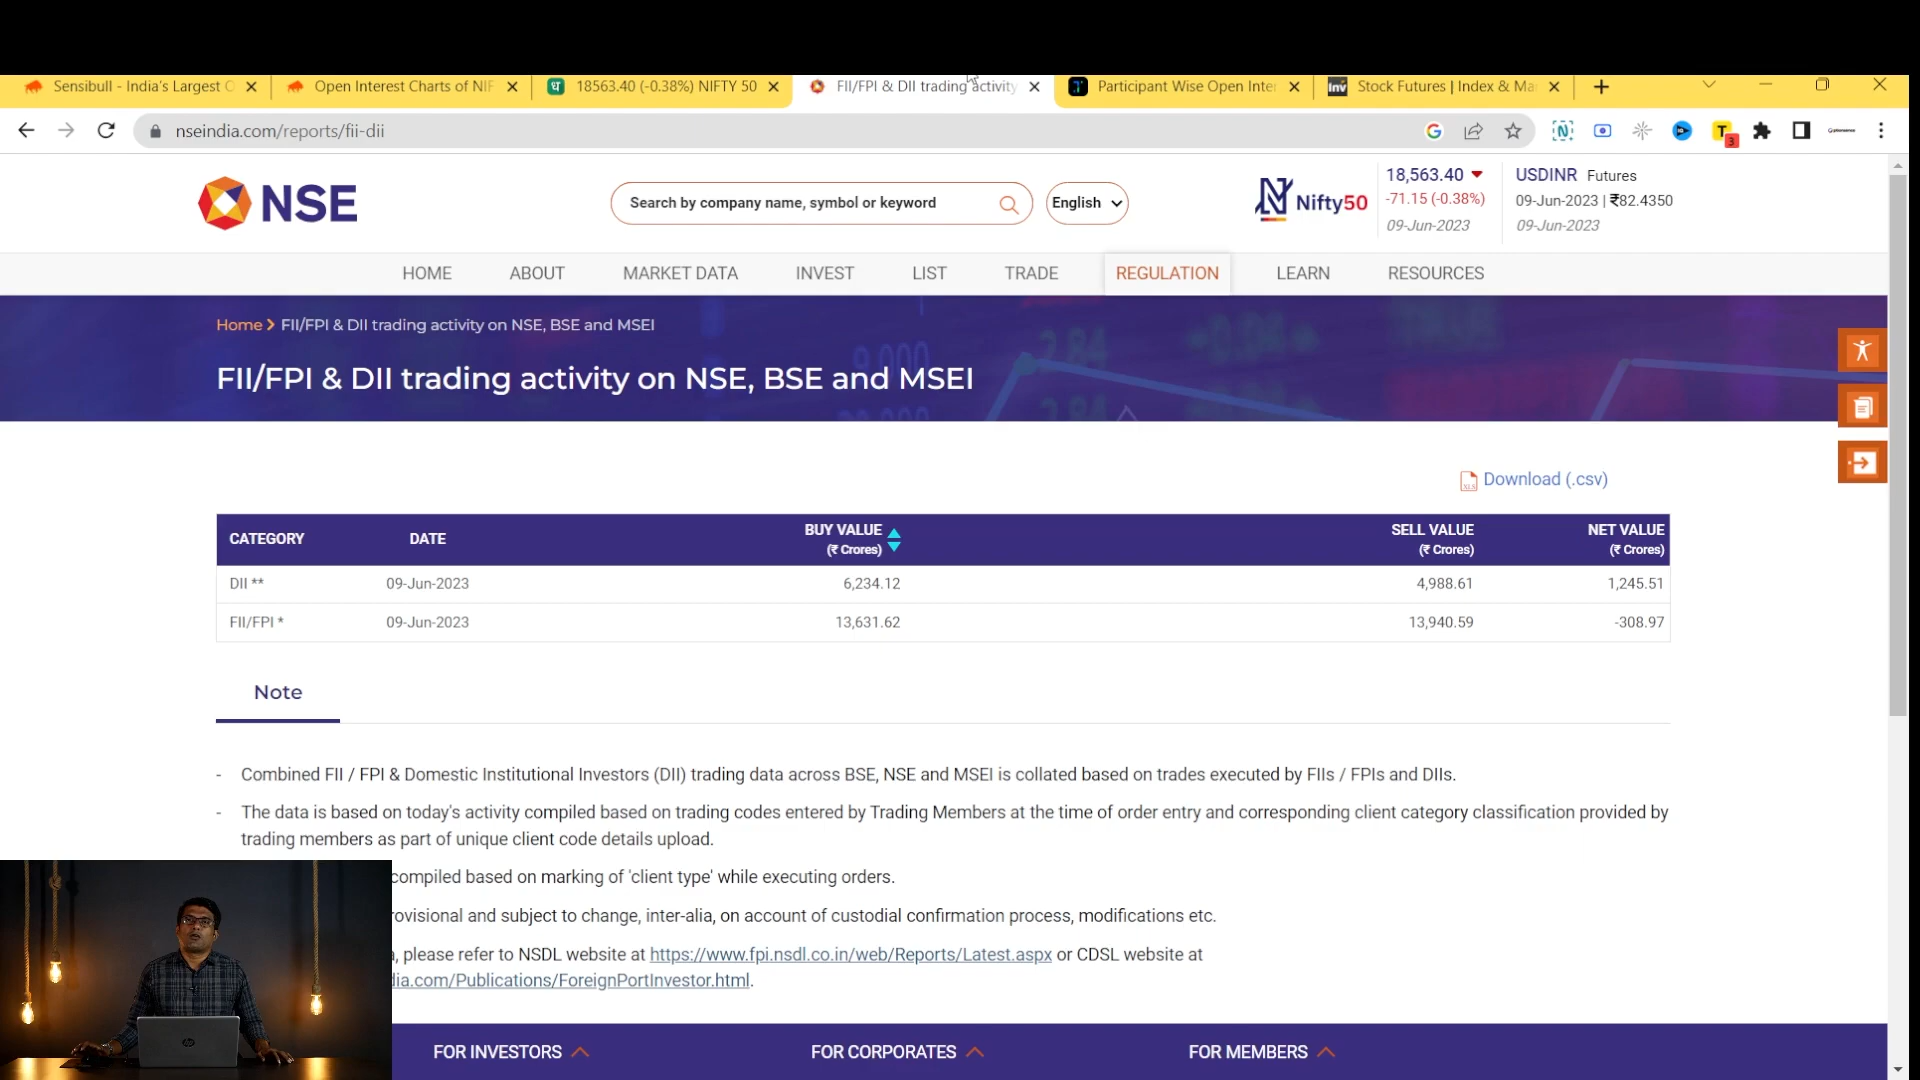 Sensibull - India's Largest O
Open Interest Charts of NIF
18563.40 (-0.38%) NIFTY 50
FII/FPI & DII trading activity
Participant Wise Open Inter
Inv Stock Futures | Index & Mar
nseindia.com/reports/fii-dii
NSE
Search by company name, symbol or keyword
English
Nifty50
18,563.40
-71.15 (-0.38%)
09-Jun-2023
USDINR Futures
09-Jun-2023 | ₹82.4350
09-Jun-2023
HOME ABOUT MARKET DATA INVEST LIST TRADE REGULATION LEARN RESOURCES
Home > FII/FPI & DII trading activity on NSE, BSE and MSEI
FII/FPI & DII trading activity on NSE, BSE and MSEI
Download (.csv)
CATEGORY DATE BUY VALUE (₹ Crores) SELL VALUE (₹ Crores) NET VALUE (₹ Crores)
DII ** 09-Jun-2023 6,234.12 4,988.61 1,245.51
FII/FPI * 09-Jun-2023 13,631.62 13,940.59 -308.97
Note
- Combined FII / FPI & Domestic Institutional Investors (DII) trading data across BSE, NSE and MSEI is collated based on trades executed by FIIs / FPIs and DIIs.
- The data is based on today's activity compiled based on trading codes entered by Trading Members at the time of order entry and corresponding client category classification provided by
trading members as part of unique client code details upload.
compiled based on marking of 'client type' while executing orders.
rovisional and subject to change, inter-alia, on account of custodial confirmation process, modifications etc.
, please refer to NSDL website at https://www.fpi.nsdl.co.in/web/Reports/Latest.aspx or CDSL website at
dia.com/Publications/ForeignPortInvestor.html.
FOR INVESTORS FOR CORPORATES FOR MEMBERS